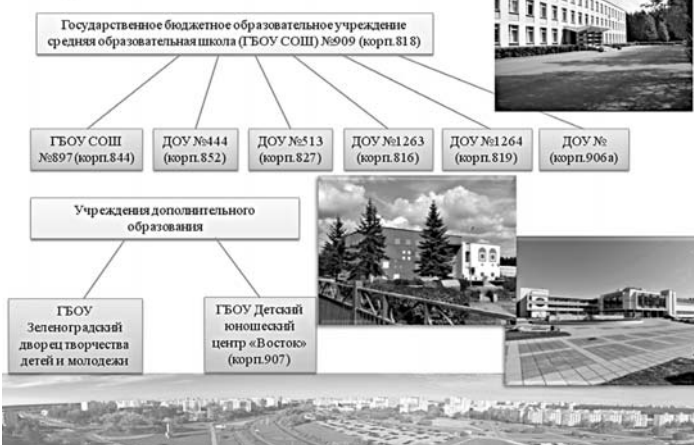 Государственное бюджетное образовательное учреждение
средняя образовательная школа (ГБОУ СОШ) №909 (корп.818)
ГБОУ СОШ
№897 (корп.844)
ДОУ №444
(корп.852)
ДОУ №513
(корп.827)
ДОУ №1263
(корп.816)
ДОУ №1264
(корп.819)
ДОУ №
(корп.906а)
Учреждения дополнительного
образования
ГБОУ
Зеленоградский
дворец творчества
детей и молодежи
ГБОУ Детский
юношеский
центр «Восток»
(корп.907)